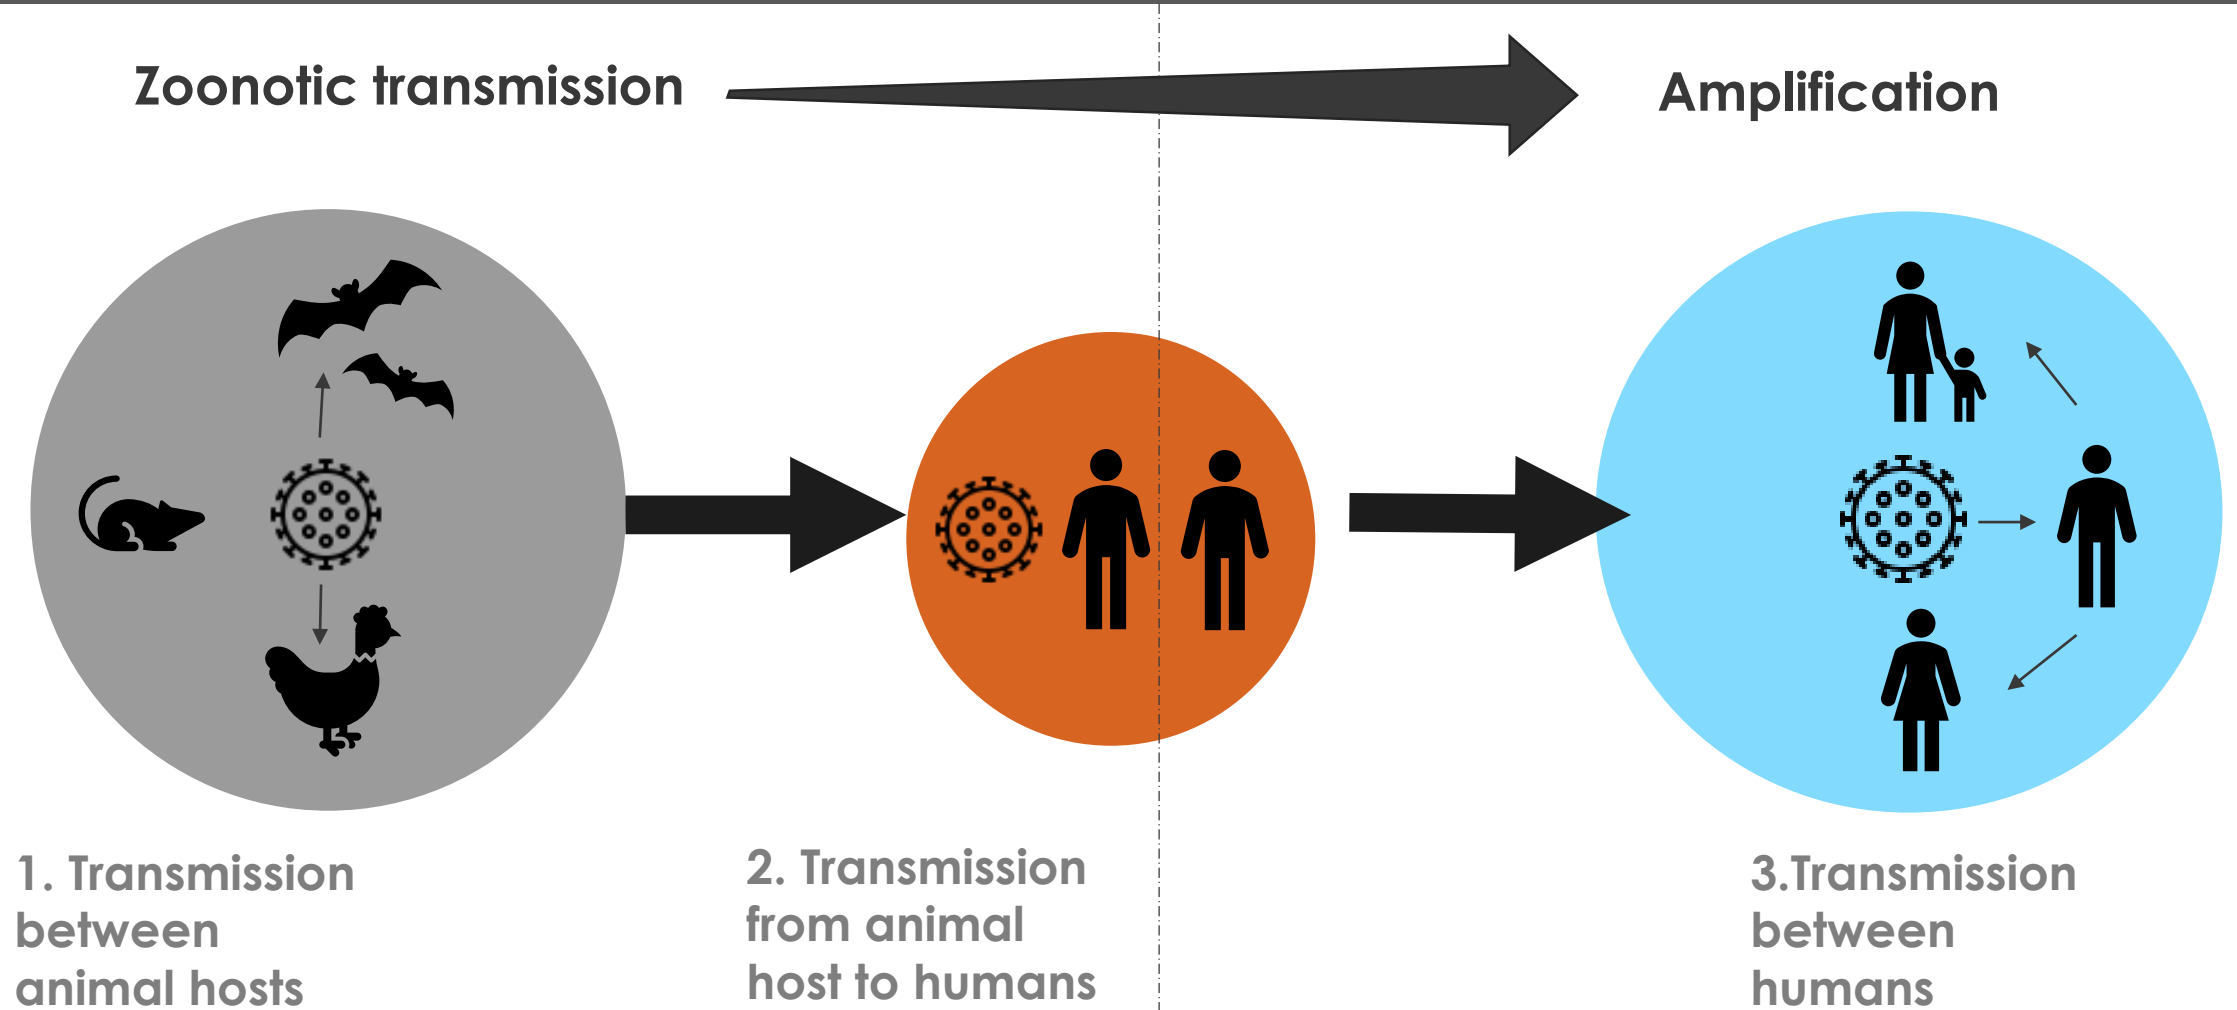 Zoonotic transmission
Amplification
1. Transmission
between
animal hosts
2. Transmission
from animal
host to humans
3.Transmission
between
humans